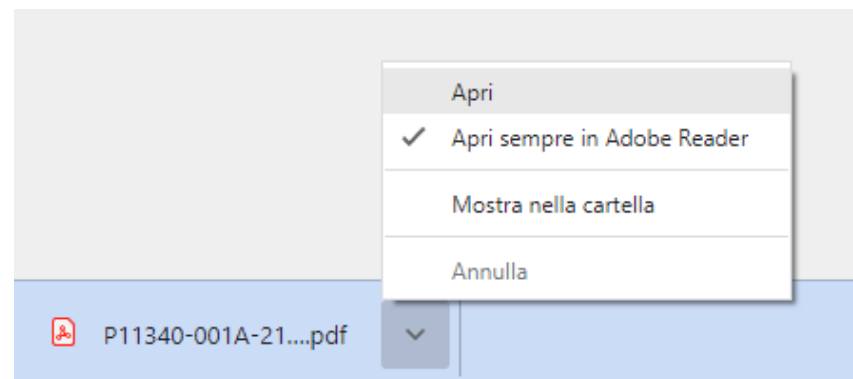 Apri
Apri sempre in Adobe Reader
Mostra nella cartella
Annulla
P11340-001A-21....pdf